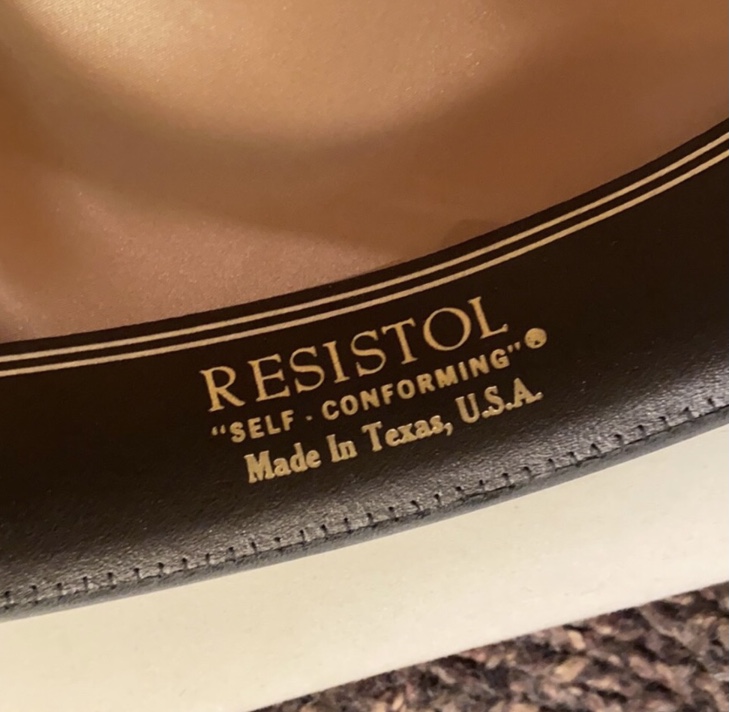 RESISTOL
"SELF - CONFORMING"®
Made In Texas, U.S.A.